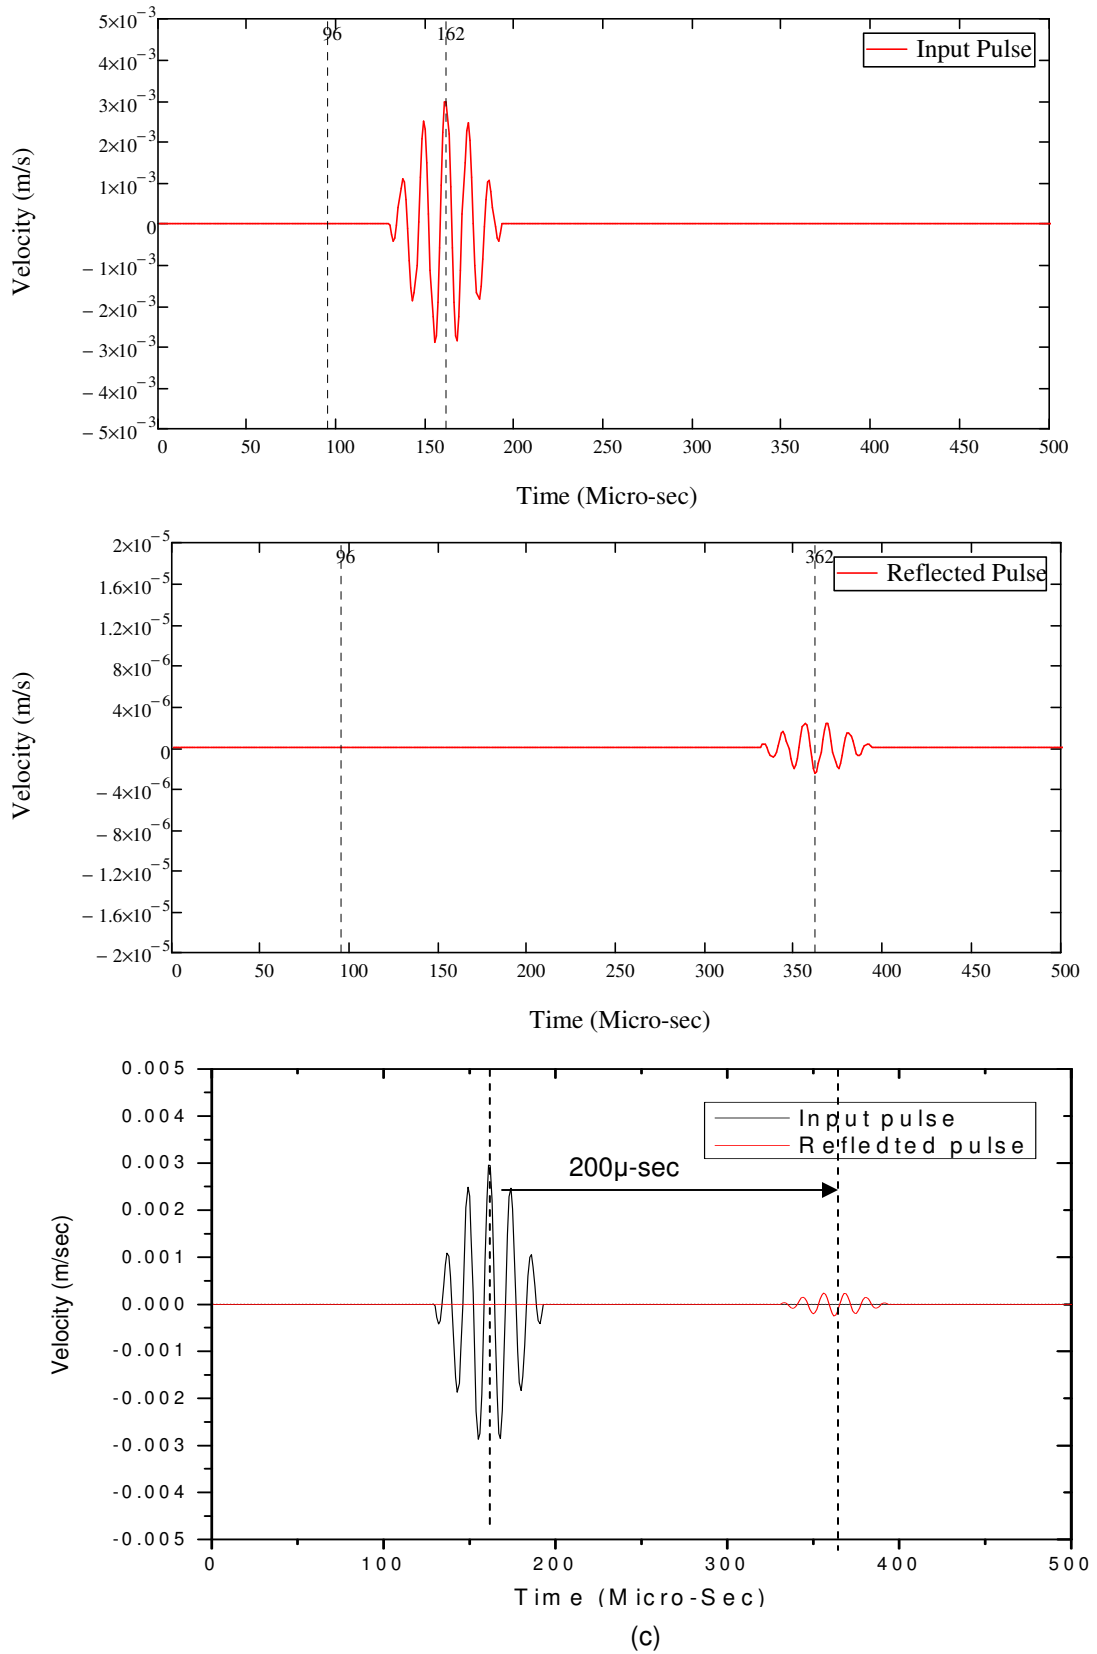 5×10⁻³
96
162
Input Pulse
4×10⁻³
3×10⁻³
2×10⁻³
1×10⁻³
0
− 1×10⁻³
− 2×10⁻³
− 3×10⁻³
− 4×10⁻³
− 5×10⁻³
Velocity (m/s)
0 50 100 150 200 250 300 350 400 450 500
Time (Micro-sec)
2×10⁻⁵
96
362
Reflected Pulse
1.6×10⁻⁵
1.2×10⁻⁵
8×10⁻⁶
4×10⁻⁶
0
− 4×10⁻⁶
− 8×10⁻⁶
− 1.2×10⁻⁵
− 1.6×10⁻⁵
− 2×10⁻⁵
Velocity (m/s)
0 50 100 150 200 250 300 350 400 450 500
Time (Micro-sec)
0.005
0.004
0.003
0.002
0.001
0.000
-0.001
-0.002
-0.003
-0.004
-0.005
Velocity (m/sec)
Input pulse
Refledted pulse
200μ-sec
0 100 200 300 400 500
Time (Micro-Sec)
(c)